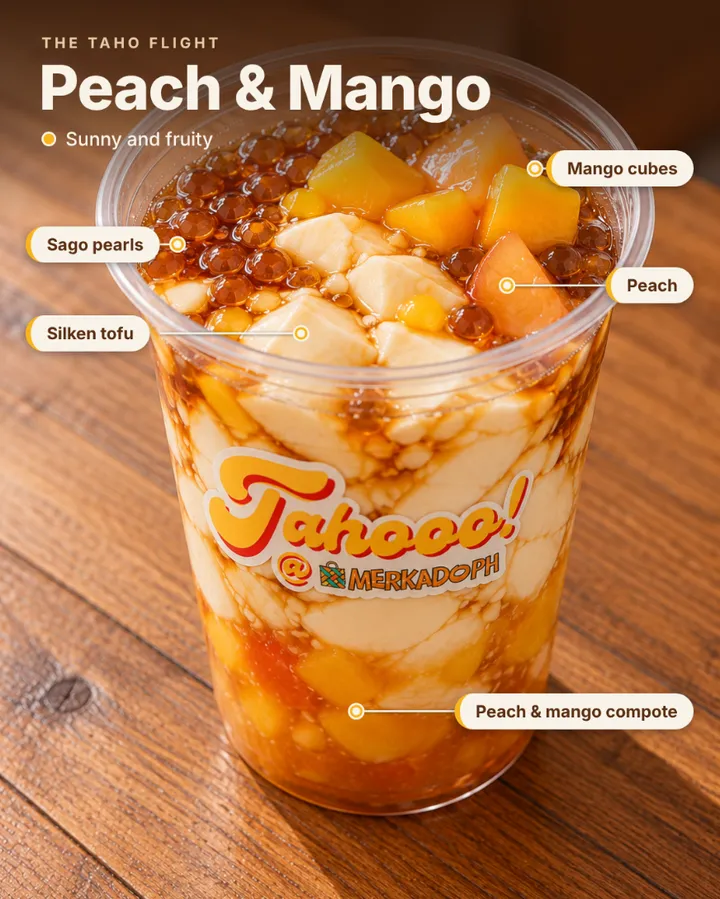 THE TAHO FLIGHT
Peach & Mango
Sunny and fruity
Mango cubes
Sago pearls
Peach
Silken tofu
Tahooo!
@ MERKADOPH
Peach & mango compote